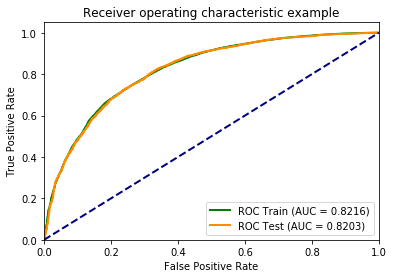 Receiver operating characteristic example
True Positive Rate
1.0
0.8
0.6
0.4
0.2
0.0
ROC Train (AUC = 0.8216)
ROC Test (AUC = 0.8203)
0.0 0.2 0.4 0.6 0.8 1.0
False Positive Rate